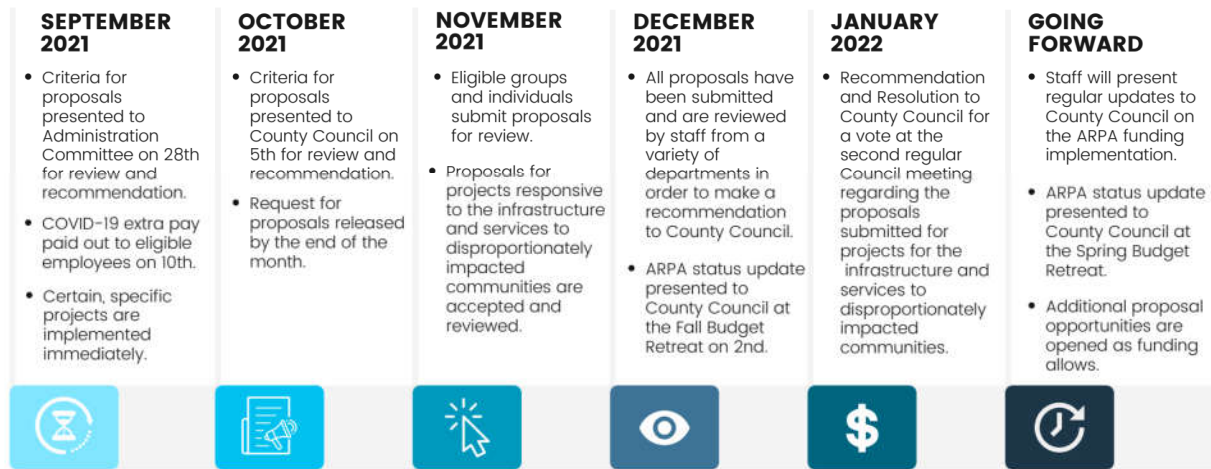 SEPTEMBER
2021
• Criteria for
proposals
presented to
Administration
Committee on 28th
for review and
recommendation.
• COVID-19 extra pay
paid out to eligible
employees on 10th.
• Certain, specific
projects are
implemented
immediately.
OCTOBER
2021
• Criteria for
proposals
presented to
County Council on
5th for review and
recommendation.
• Request for
proposals released
by the end of the
month.
NOVEMBER
2021
• Eligible groups
and individuals
submit proposals
for review.
• Proposals for
projects responsive
to the infrastructure
and services to
disproportionately
impacted
communities are
accepted and
reviewed.
DECEMBER
2021
• All proposals have
been submitted
and are reviewed
by staff from a
variety of
departments in
order to make a
recommendation
to County Council.
• ARPA status update
presented to
County Council at
the Fall Budget
Retreat on 2nd.
JANUARY
2022
• Recommendation
and Resolution to
County Council for
a vote at the
second regular
Council meeting
regarding the
proposals
submitted for
projects for the
infrastructure and
services to
disproportionately
impacted
communities.
GOING
FORWARD
• Staff will present
regular updates to
County Council on
the ARPA funding
implementation.
• ARPA status update
presented to
County Council at
the Spring Budget
Retreat.
• Additional proposal
opportunities are
opened as funding
allows.
$